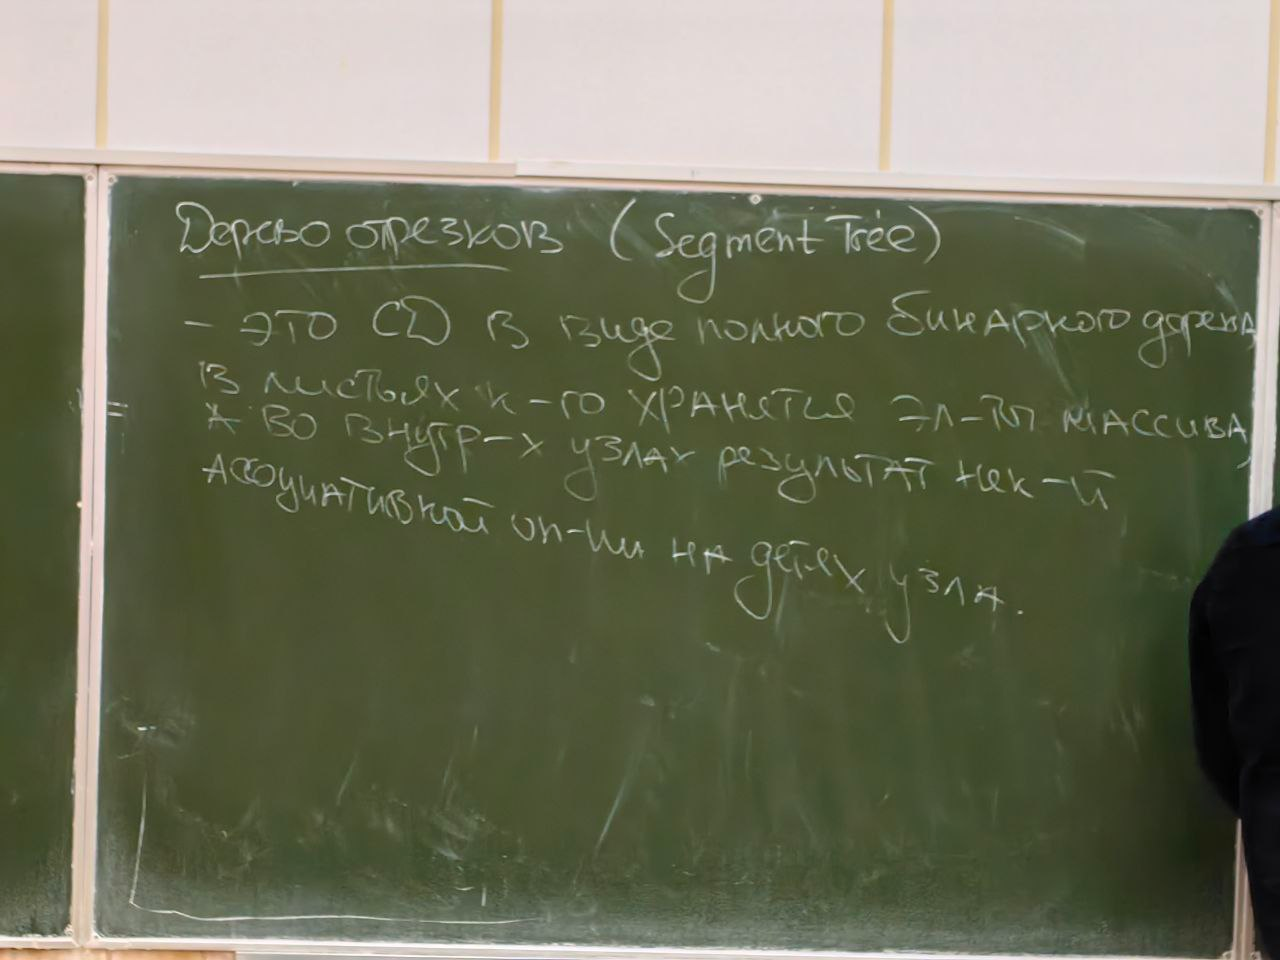 Дерево отрезков (Segment Tree)
- это СД в виде полного бинарного дерева,
в листьях к-го хранятся эл-ты массива,
а во внутр-х узлах результат нек-й
ассоциативной оп-ии на детях узла.